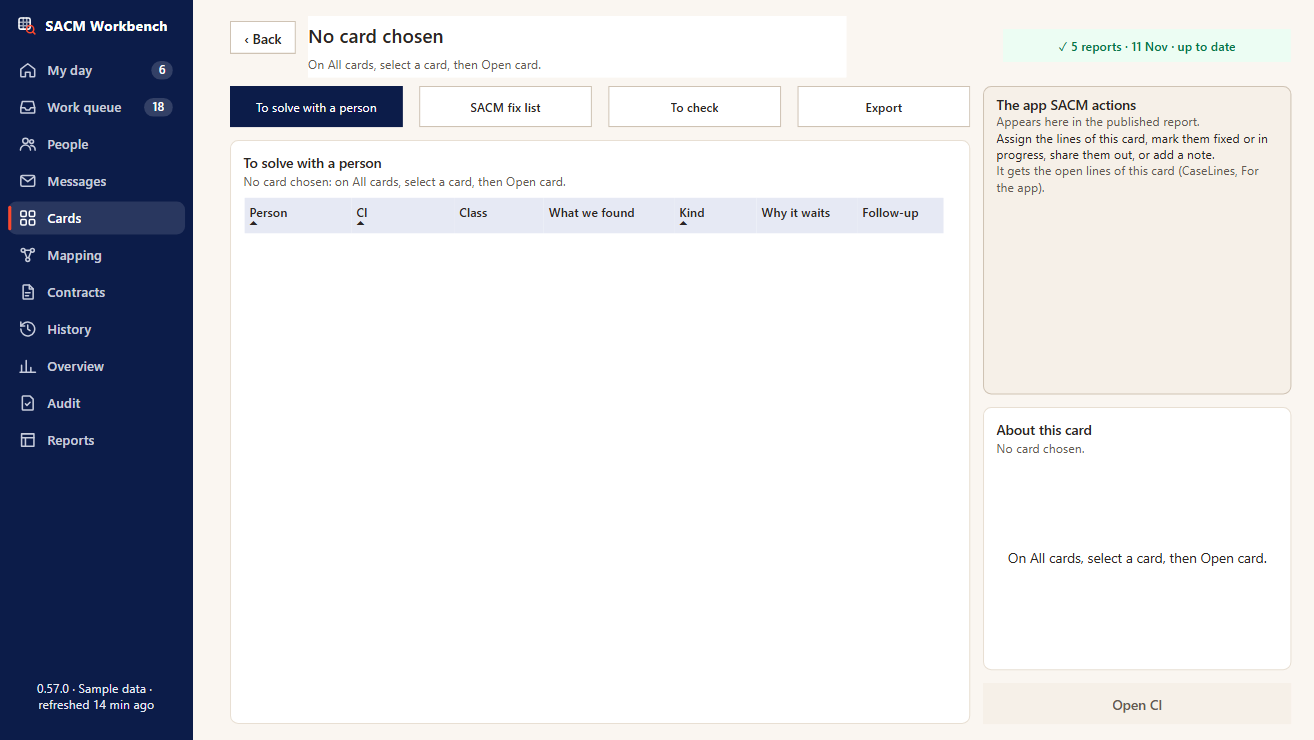 SACM Workbench
My day 6
Work queue 18
People
Messages
Cards
Mapping
Contracts
History
Overview
Audit
Reports
0.57.0 · Sample data ·
refreshed 14 min ago
‹ Back
No card chosen
On All cards, select a card, then Open card.
✓ 5 reports · 11 Nov · up to date
To solve with a person
SACM fix list
To check
Export
To solve with a person
No card chosen: on All cards, select a card, then Open card.
Person CI Class What we found Kind Why it waits Follow-up
The app SACM actions
Appears here in the published report.
Assign the lines of this card, mark them fixed or in
progress, share them out, or add a note.
It gets the open lines of this card (CaseLines, For
the app).
About this card
No card chosen.
On All cards, select a card, then Open card.
Open CI